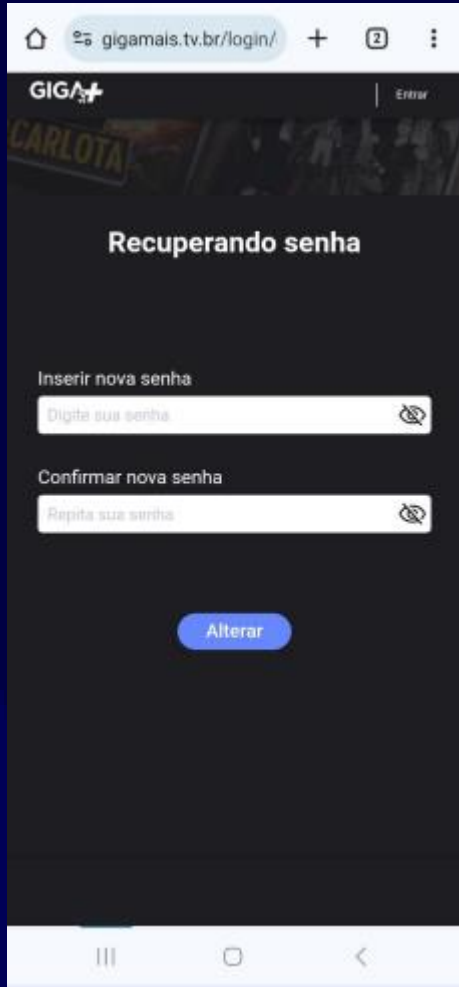 gigamais.tv.br/login/
2
GIGA+
Entrar
CARLOTA
Recuperando senha
Inserir nova senha
Digite sua senha
Confirmar nova senha
Repita sua senha
Alterar